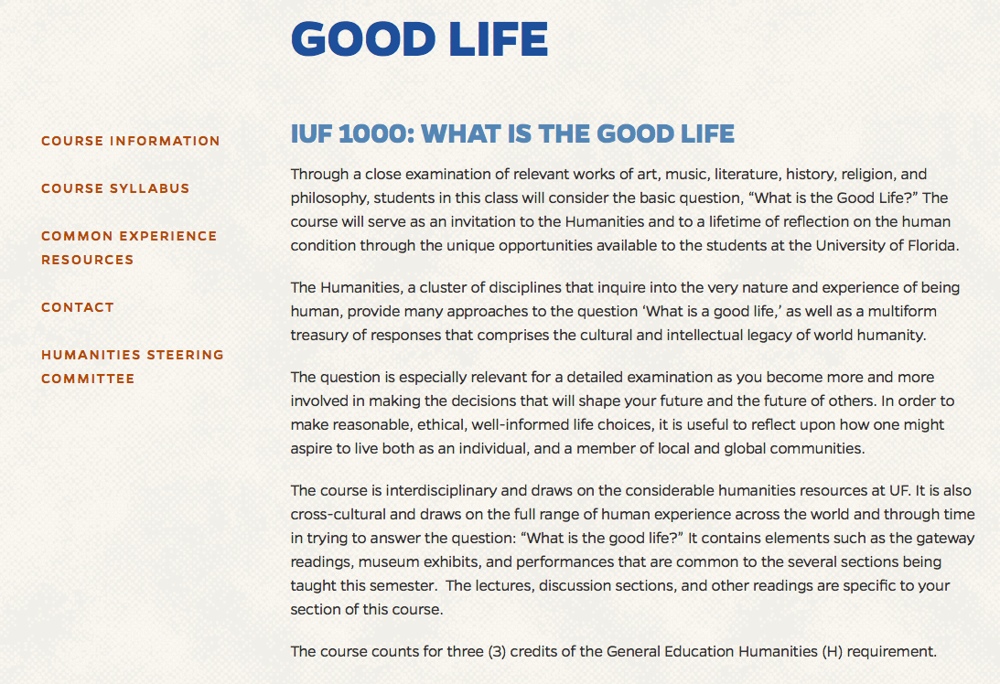 GOOD LIFE
COURSE INFORMATION
COURSE SYLLABUS
COMMON EXPERIENCE
RESOURCES
CONTACT
HUMANITIES STEERING
COMMITTEE
IUF 1000: WHAT IS THE GOOD LIFE
Through a close examination of relevant works of art, music, literature, history, religion, and
philosophy, students in this class will consider the basic question, “What is the Good Life?” The
course will serve as an invitation to the Humanities and to a lifetime of reflection on the human
condition through the unique opportunities available to the students at the University of Florida.
The Humanities, a cluster of disciplines that inquire into the very nature and experience of being
human, provide many approaches to the question ‘What is a good life,’ as well as a multiform
treasury of responses that comprises the cultural and intellectual legacy of world humanity.
The question is especially relevant for a detailed examination as you become more and more
involved in making the decisions that will shape your future and the future of others. In order to
make reasonable, ethical, well-informed life choices, it is useful to reflect upon how one might
aspire to live both as an individual, and a member of local and global communities.
The course is interdisciplinary and draws on the considerable humanities resources at UF. It is also
cross-cultural and draws on the full range of human experience across the world and through time
in trying to answer the question: “What is the good life?” It contains elements such as the gateway
readings, museum exhibits, and performances that are common to the several sections being
taught this semester.  The lectures, discussion sections, and other readings are specific to your
section of this course.
The course counts for three (3) credits of the General Education Humanities (H) requirement.